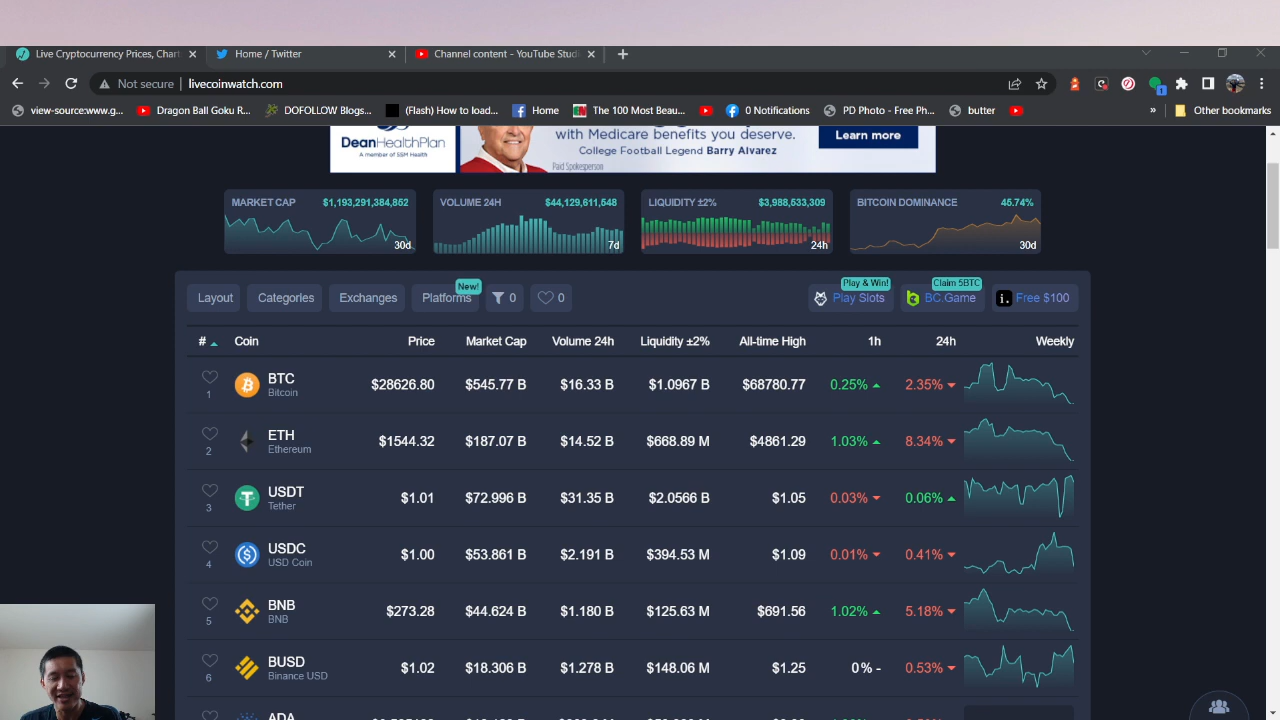 Live Cryptocurrency Prices, Chart
Home / Twitter
Channel content - YouTube Studi
Not secure
livecoinwatch.com
view-source:www.g...
Dragon Ball Goku R...
DOFOLLOW Blogs...
(Flash) How to load...
Home
The 100 Most Beau...
0 Notifications
PD Photo - Free Ph...
butter
»
Other bookmarks
DeanHealthPlan
A member of SSM Health
with Medicare benefits you deserve.
College Football Legend Barry Alvarez
Paid Spokesperson
Learn more
MARKET CAP $1,193,291,384,852
30d
VOLUME 24H $44,129,611,548
7d
LIQUIDITY ±2% $3,988,533,309
24h
BITCOIN DOMINANCE 45.74%
30d
Layout
Categories
Exchanges
Platforms
New!
0
0
Play & Win!
Play Slots
Claim 5BTC
BC.Game
Free $100
# Coin Price Market Cap Volume 24h Liquidity ±2% All-time High 1h 24h Weekly
1 BTC Bitcoin $28626.80 $545.77 B $16.33 B $1.0967 B $68780.77 0.25% 2.35%
2 ETH Ethereum $1544.32 $187.07 B $14.52 B $668.89 M $4861.29 1.03% 8.34%
3 USDT Tether $1.01 $72.996 B $31.35 B $2.0566 B $1.05 0.03% 0.06%
4 USDC USD Coin $1.00 $53.861 B $2.191 B $394.53 M $1.09 0.01% 0.41%
5 BNB BNB $273.28 $44.624 B $1.180 B $125.63 M $691.56 1.02% 5.18%
6 BUSD Binance USD $1.02 $18.306 B $1.278 B $148.06 M $1.25 0% - 0.53%
ADA